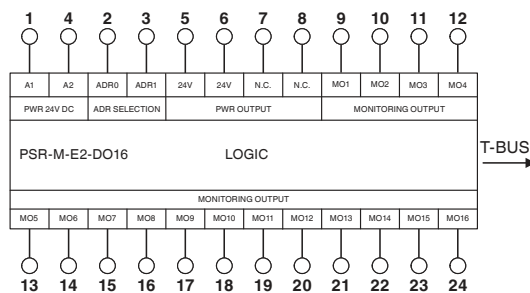 1 4 2 3 5 6 7 8 9 10 11 12
A1 A2 ADR0 ADR1 24V 24V N.C. N.C. MO1 MO2 MO3 MO4
PWR 24V DC ADR SELECTION PWR OUTPUT MONITORING OUTPUT
PSR-M-E2-DO16 LOGIC T-BUS
MONITORING OUTPUT
MO5 MO6 MO7 MO8 MO9 MO10 MO11 MO12 MO13 MO14 MO15 MO16
13 14 15 16 17 18 19 20 21 22 23 24